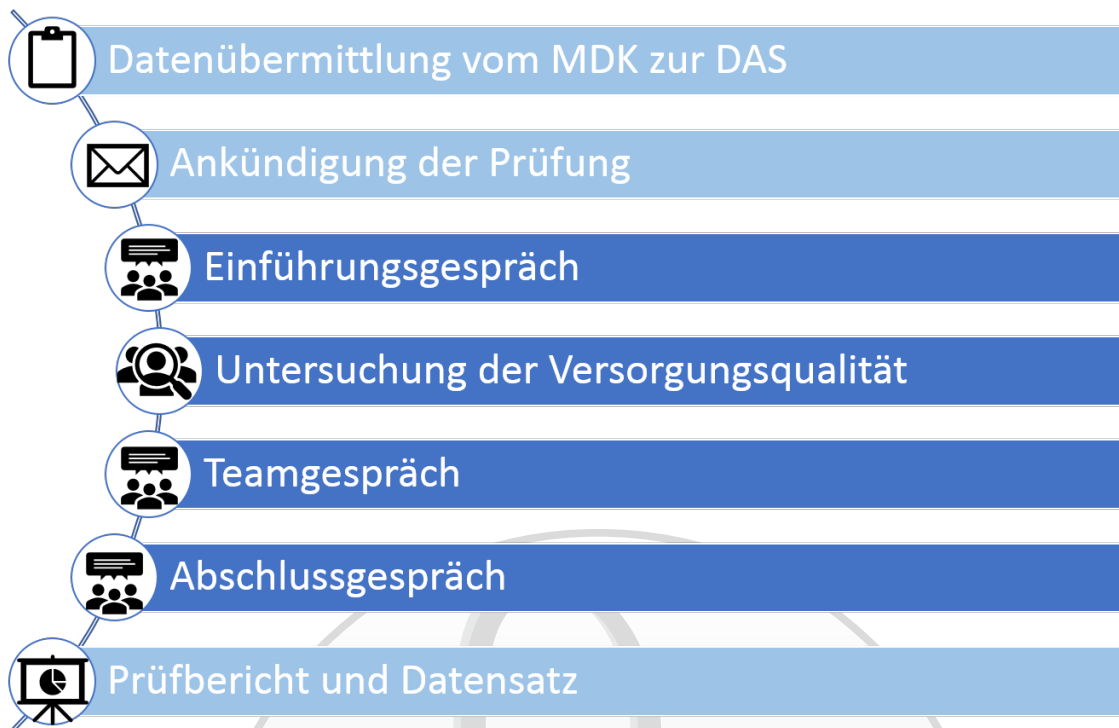 Datenübermittlung vom MDK zur DAS
Ankündigung der Prüfung
Einführungsgespräch
Untersuchung der Versorgungsqualität
Teamgespräch
Abschlussgespräch
Prüfbericht und Datensatz